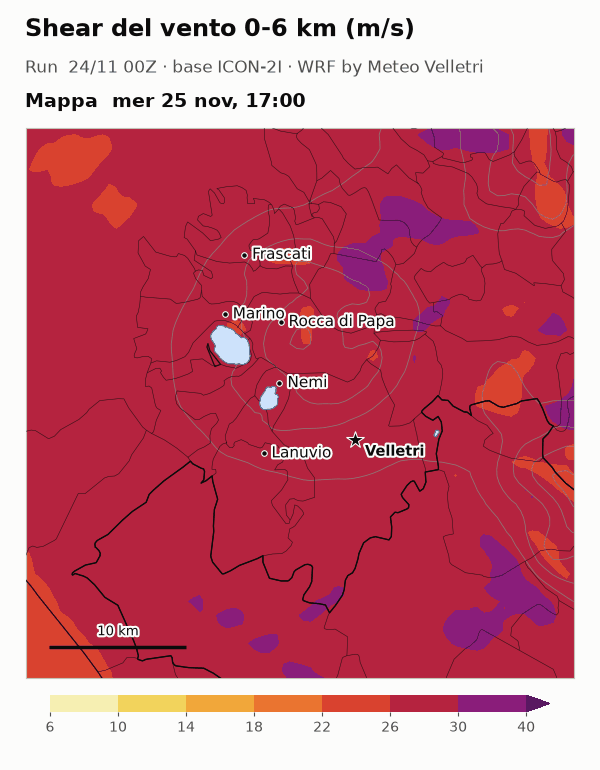 Shear del vento 0-6 km (m/s)
Run  24/11 00Z · base ICON-2I · WRF by Meteo Velletri
Mappa  mer 25 nov, 17:00
Frascati
Marino
Rocca di Papa
Nemi
Velletri
Lanuvio
10 km
6 10 14 18 22 26 30 40